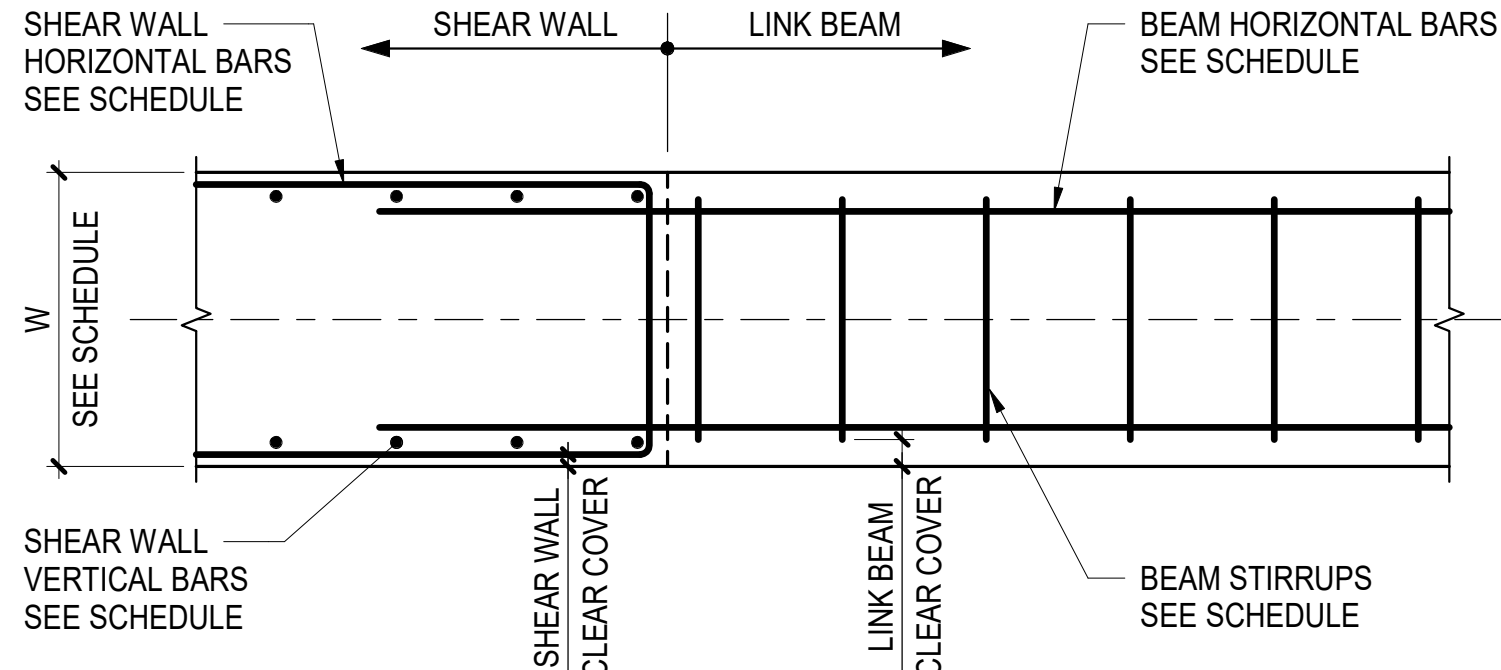 SHEAR WALL
HORIZONTAL BARS
SEE SCHEDULE
SHEAR WALL
LINK BEAM
BEAM HORIZONTAL BARS
SEE SCHEDULE
W
SEE SCHEDULE
SHEAR WALL
VERTICAL BARS
SEE SCHEDULE
SHEAR WALL
CLEAR COVER
LINK BEAM
CLEAR COVER
BEAM STIRRUPS
SEE SCHEDULE